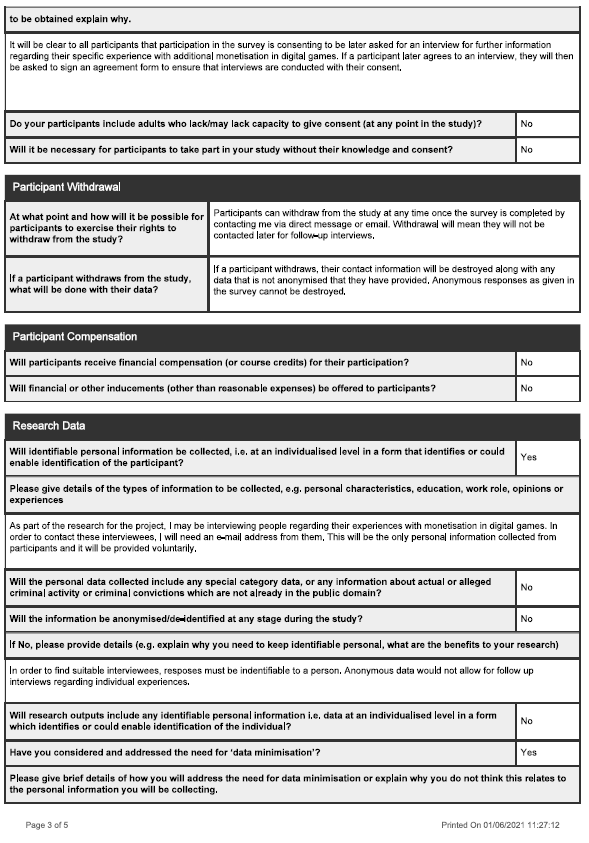 to be obtained explain why.
It will be clear to all participants that participation in the survey is consenting to be later asked for an interview for further information
regarding their specific experience with additional monetisation in digital games. If a participant later agrees to an interview, they will then
be asked to sign an agreement form to ensure that interviews are conducted with their consent.
Do your participants include adults who lack/may lack capacity to give consent (at any point in the study)?
No
Will it be necessary for participants to take part in your study without their knowledge and consent?
No
Participant Withdrawal
At what point and how will it be possible for
participants to exercise their rights to
withdraw from the study?
Participants can withdraw from the study at any time once the survey is completed by
contacting me via direct message or email. Withdrawal will mean they will not be
contacted later for follow-up interviews.
If a participant withdraws from the study,
what will be done with their data?
If a participant withdraws, their contact information will be destroyed along with any
data that is not anonymised that they have provided. Anonymous responses as given in
the survey cannot be destroyed.
Participant Compensation
Will participants receive financial compensation (or course credits) for their participation?
No
Will financial or other inducements (other than reasonable expenses) be offered to participants?
No
Research Data
Will identifiable personal information be collected, i.e. at an individualised level in a form that identifies or could
enable identification of the participant?
Yes
Please give details of the types of information to be collected, e.g. personal characteristics, education, work role, opinions or
experiences
As part of the research for the project, I may be interviewing people regarding their experiences with monetisation in digital games. In
order to contact these interviewees, I will need an e-mail address from them. This will be the only personal information collected from
participants and it will be provided voluntarily.
Will the personal data collected include any special category data, or any information about actual or alleged
criminal activity or criminal convictions which are not already in the public domain?
No
Will the information be anonymised/de-identified at any stage during the study?
No
If No, please provide details (e.g. explain why you need to keep identifiable personal, what are the benefits to your research)
In order to find suitable interviewees, resposes must be indentifiable to a person. Anonymous data would not allow for follow up
interviews regarding individual experiences.
Will research outputs include any identifiable personal information i.e. data at an individualised level in a form
which identifies or could enable identification of the individual?
No
Have you considered and addressed the need for 'data minimisation'?
Yes
Please give brief details of how you will address the need for data minimisation or explain why you do not think this relates to
the personal information you will be collecting.
Page 3 of 5
Printed On 01/06/2021 11:27:12